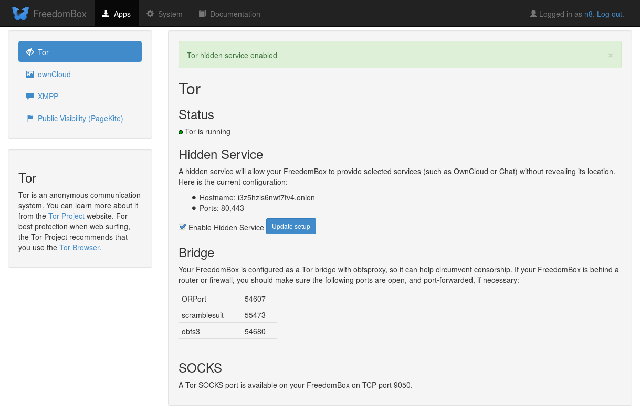 FreedomBox Apps System Documentation Logged in as n8. Log out.
Tor
ownCloud
XMPP
Public Visibility (PageKite)
Tor
Tor is an anonymous communication
system. You can learn more about it
from the Tor Project website. For
best protection when web surfing,
the Tor Project recommends that
you use the Tor Browser.
Tor hidden service enabled ×
Tor
Status
Tor is running
Hidden Service
A hidden service will allow your FreedomBox to provide selected services (such as OwnCloud or Chat) without revealing its location.
Here is the current configuration:
Hostname:
Ports: 80,443
Enable Hidden Service Update setup
Bridge
Your FreedomBox is configured as a Tor bridge with obfsproxy, so it can help circumvent censorship. If your FreedomBox is behind a
router or firewall, you should make sure the following ports are open, and port-forwarded, if necessary:
ORPort 54607
scramblesuit 55473
obfs3 54680
SOCKS
A Tor SOCKS port is available on your FreedomBox on TCP port 9050.